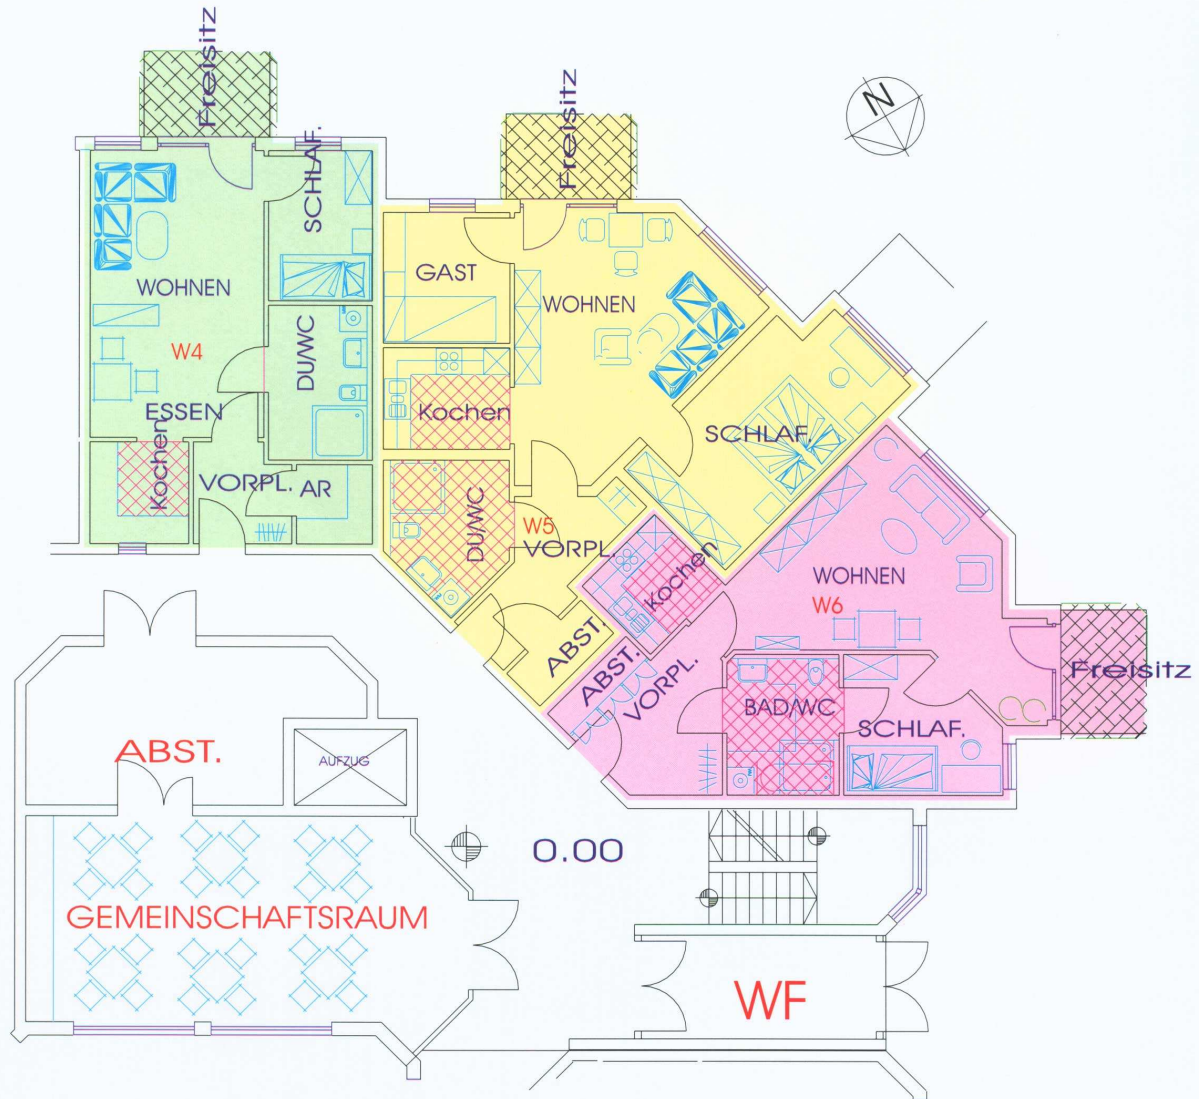 Freisitz
Freisitz
N
SCHLAF.
WOHNEN
GAST
WOHNEN
W4
DU/WC
ESSEN
Kochen
Kochen
SCHLAF.
VORPL.
AR
DU/WC
W5
VORPL.
Kochen
WOHNEN
W6
ABST.
ABST.
VORPL.
Freisitz
BAD/WC
SCHLAF.
ABST.
AUFZUG
0.00
GEMEINSCHAFTSRAUM
WF